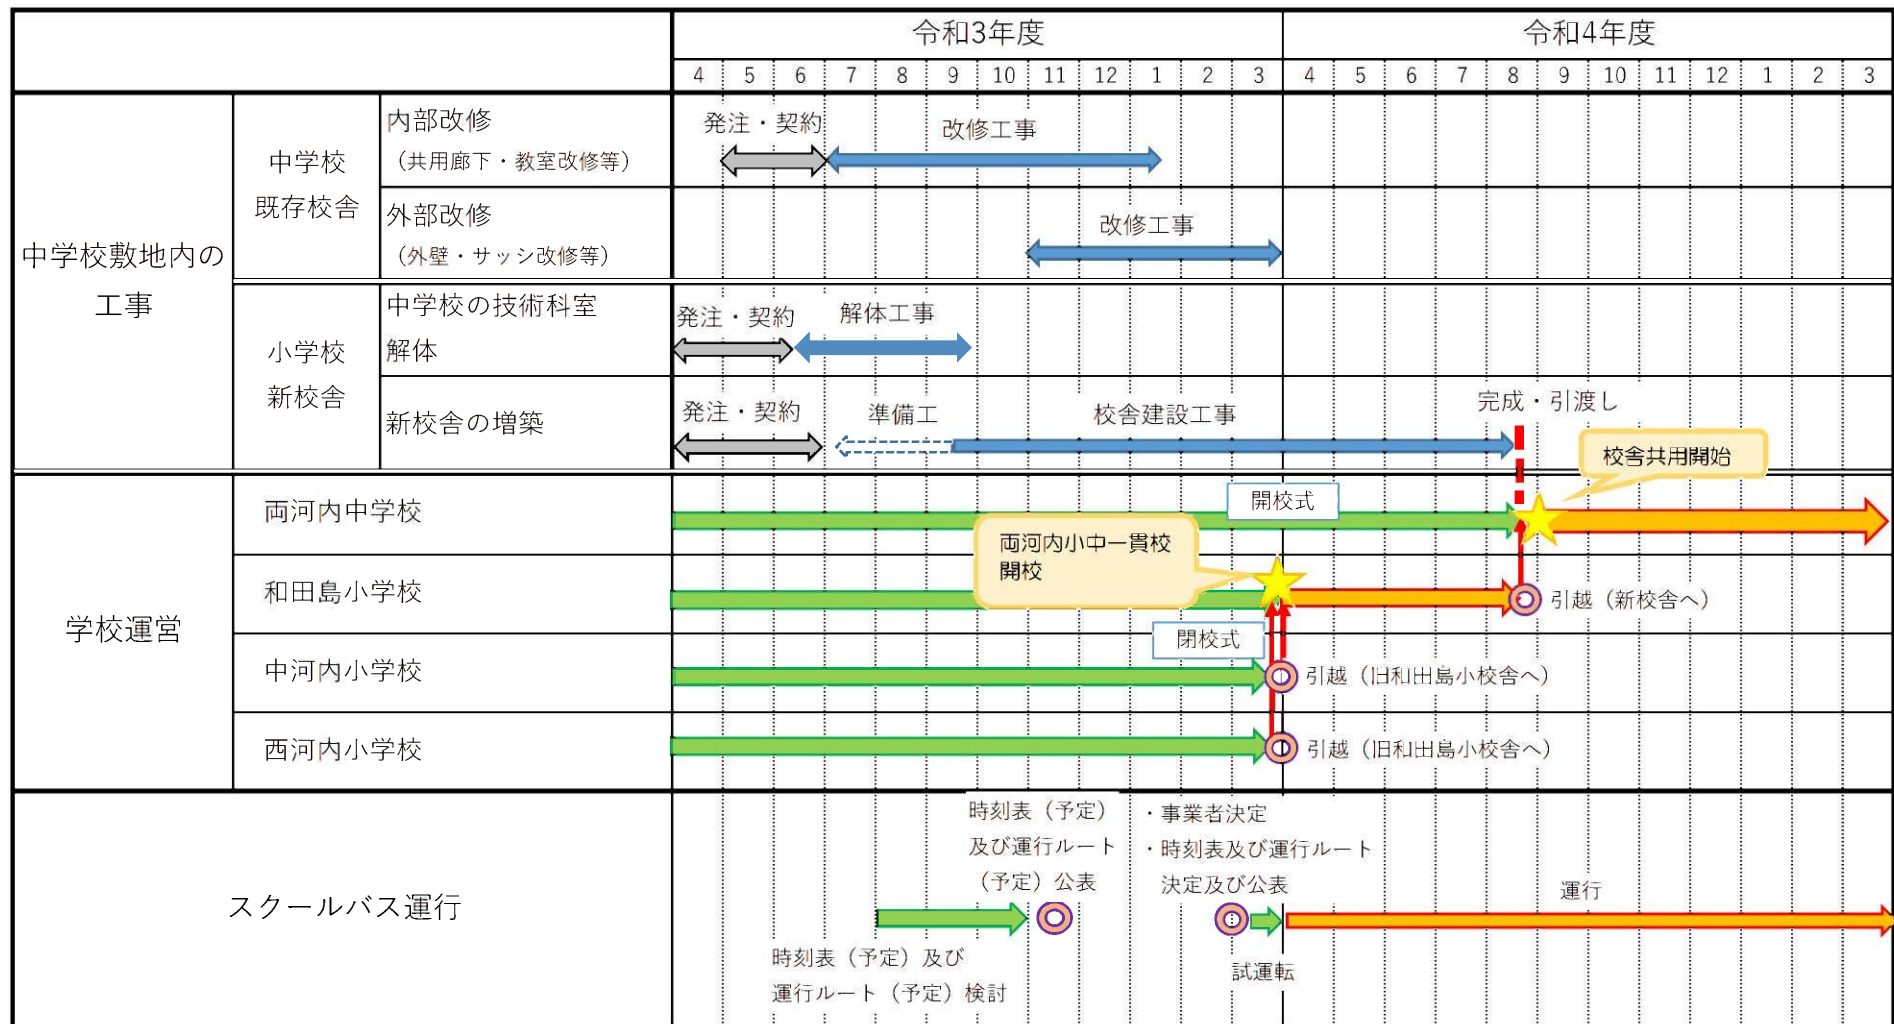 令和3年度
令和4年度
4 5 6 7 8 9 10 11 12 1 2 3 4 5 6 7 8 9 10 11 12 1 2 3
中学校敷地内の
工事
中学校
既存校舎
内部改修
（共用廊下・教室改修等）
発注・契約
改修工事
外部改修
（外壁・サッシ改修等）
改修工事
小学校
新校舎
中学校の技術科室
解体
発注・契約
解体工事
新校舎の増築
発注・契約
準備工
校舎建設工事
完成・引渡し
校舎共用開始
学校運営
両河内中学校
開校式
両河内小中一貫校
開校
和田島小学校
引越（新校舎へ）
閉校式
中河内小学校
引越（旧和田島小校舎へ）
西河内小学校
引越（旧和田島小校舎へ）
スクールバス運行
時刻表（予定）
及び運行ルート
（予定）公表
・事業者決定
・時刻表及び運行ルート
決定及び公表
運行
時刻表（予定）及び
運行ルート（予定）検討
試運転